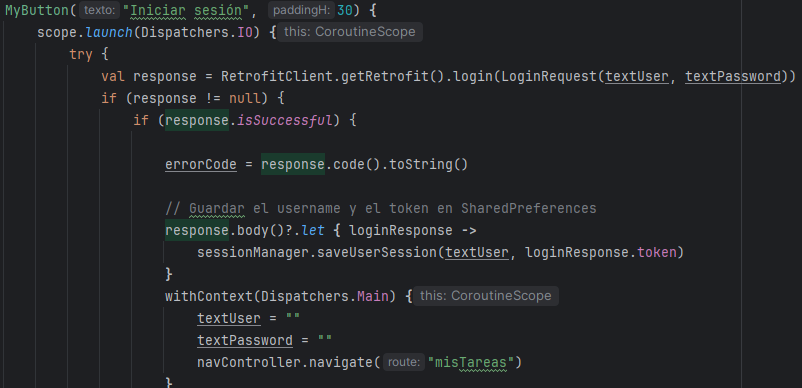 MyButton( texto: "Iniciar sesión", paddingH: 30) {
scope.launch(Dispatchers.IO) { this: CoroutineScope
try {
val response = RetrofitClient.getRetrofit().login(LoginRequest(textUser, textPassword))
if (response != null) {
if (response.isSuccessful) {
errorCode = response.code().toString()
// Guardar el username y el token en SharedPreferences
response.body()?.let { loginResponse ->
sessionManager.saveUserSession(textUser, loginResponse.token)
}
withContext(Dispatchers.Main) { this: CoroutineScope
textUser = ""
textPassword = ""
navController.navigate( route: "misTareas")
}